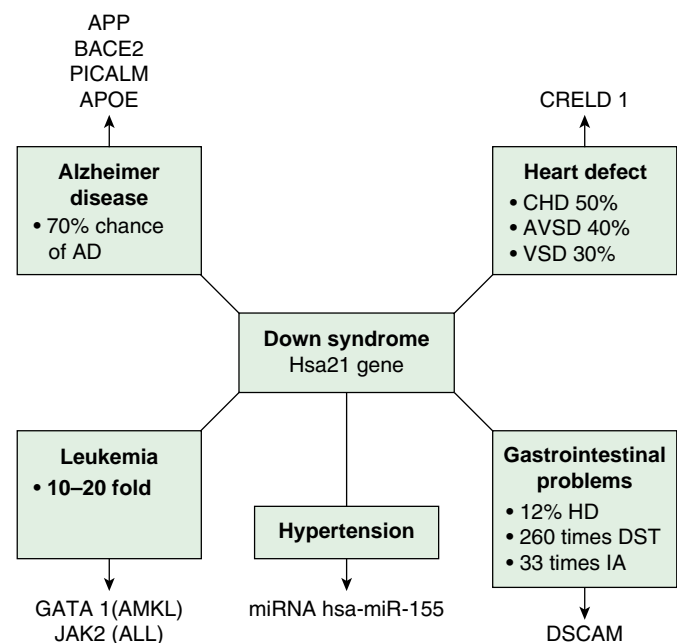 APP
BACE2
PICALM
APOE
Alzheimer
disease
• 70% chance
of AD
CRELD 1
Heart defect
• CHD 50%
• AVSD 40%
• VSD 30%
Down syndrome
Hsa21 gene
Leukemia
• 10–20 fold
GATA 1(AMKL)
JAK2 (ALL)
Hypertension
miRNA hsa-miR-155
Gastrointestinal
problems
• 12% HD
• 260 times DST
• 33 times IA
DSCAM